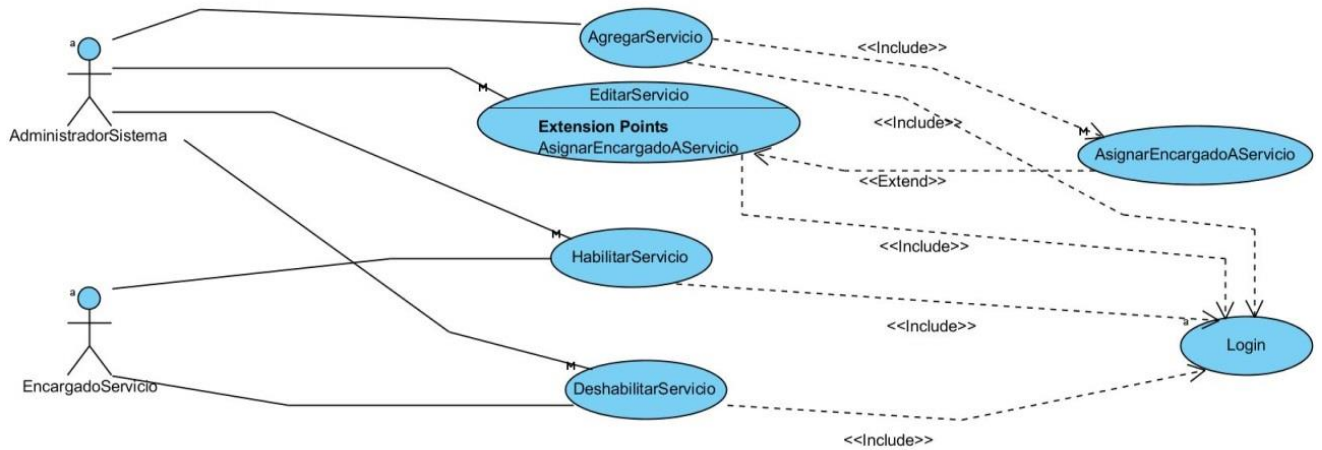 a
AdministradorSistema
AgregarServicio
<<Include>>
M
EditarServicio
Extension Points
AsignarEncargadoAServicio
<<Include>>
M
AsignarEncargadoAServicio
<<Extend>>
M
HabilitarServicio
<<Include>>
a
EncargadoServicio
<<Include>>
a
Login
M
DeshabilitarServicio
<<Include>>